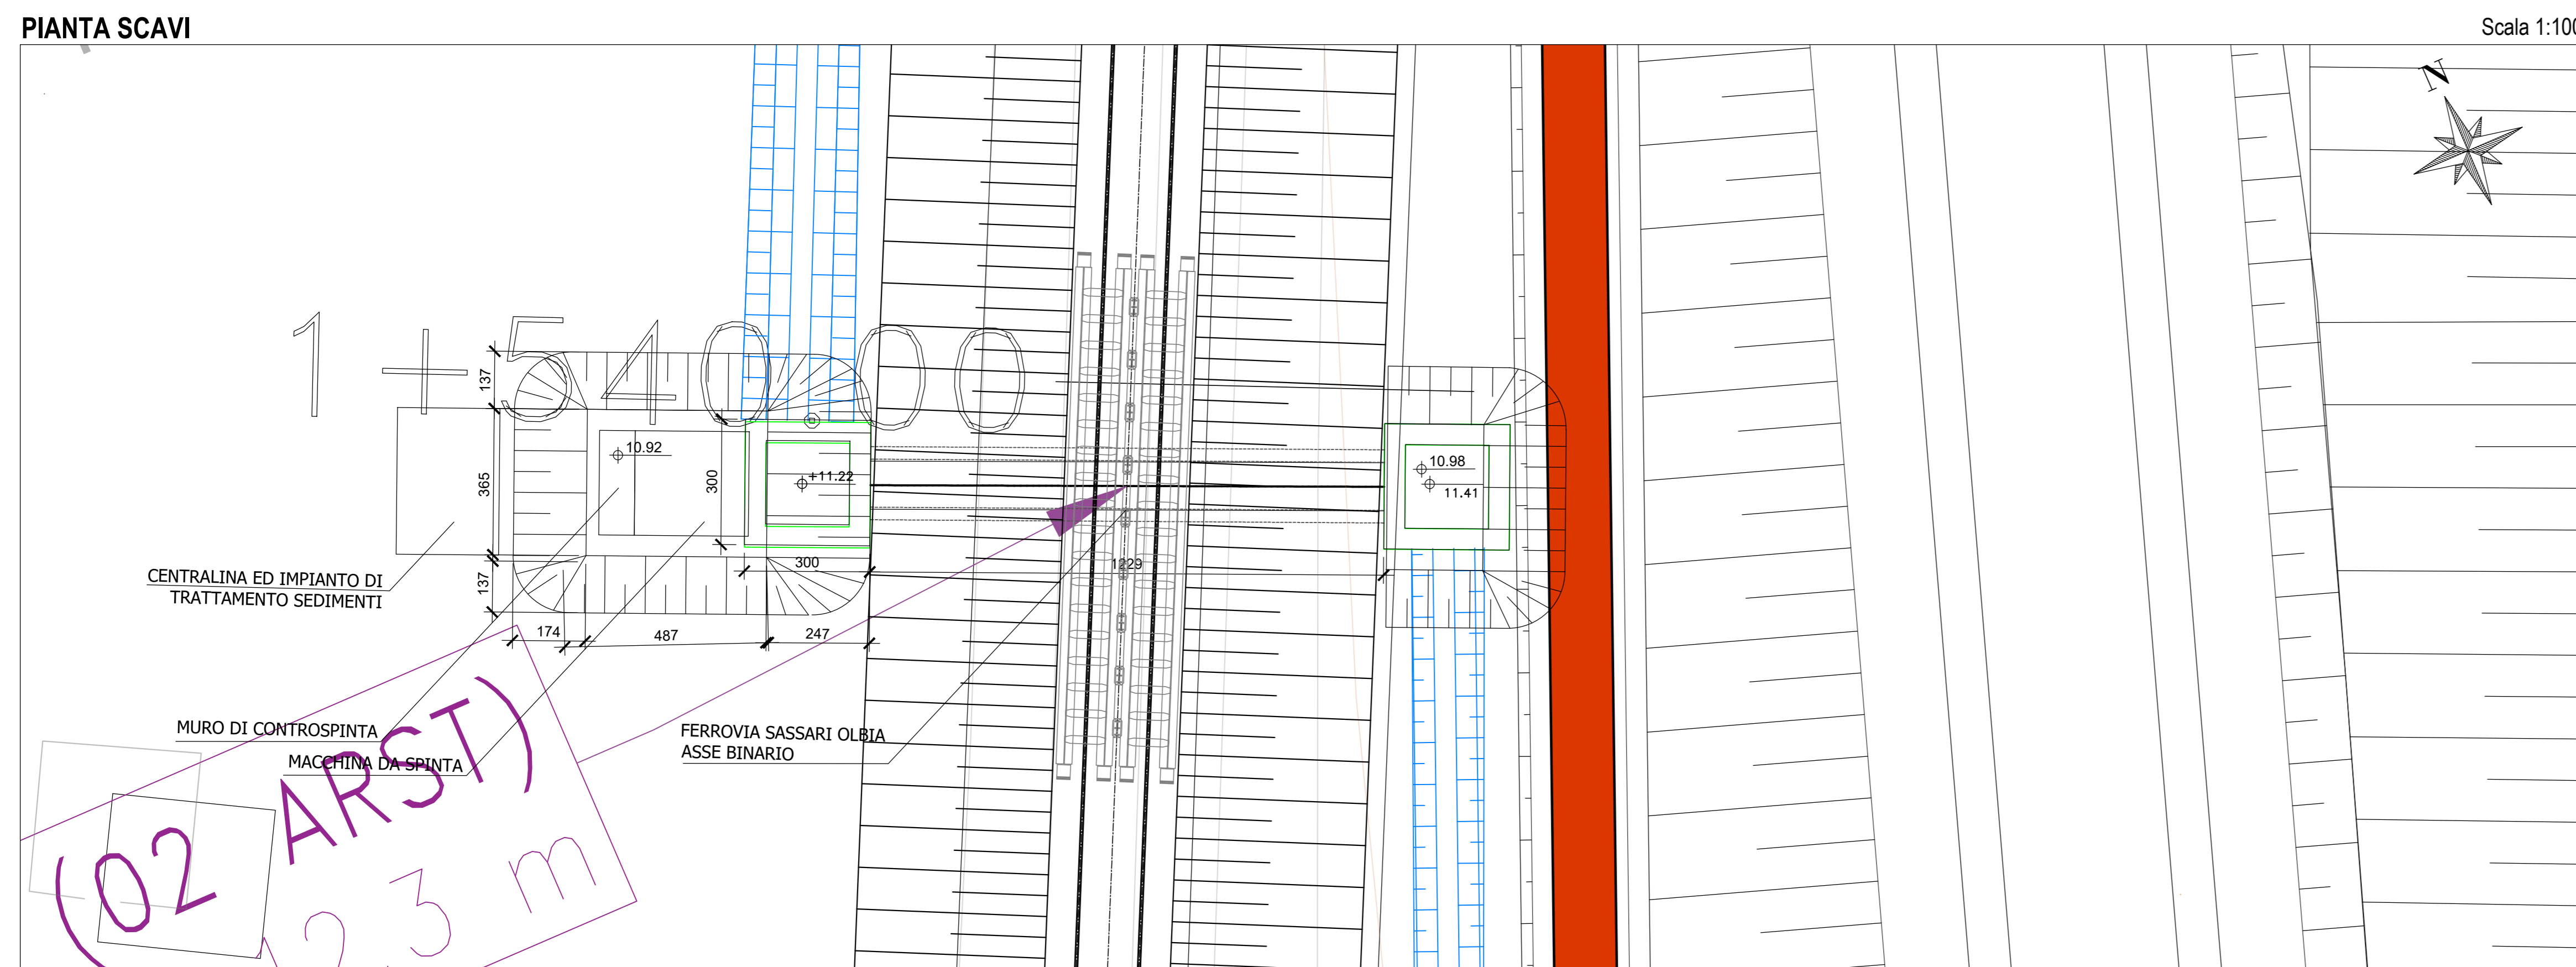 PIANTA SCAVI
Scala 1:100
N
1+540.00
137
365
137
10.92
300
+11.22
10.98
11.41
300
1229
174
487
247
CENTRALINA ED IMPIANTO DI
TRATTAMENTO SEDIMENTI
MURO DI CONTROSPINTA
MACCHINA DA SPINTA
FERROVIA SASSARI OLBIA
ASSE BINARIO
(02 ARST)
23 m